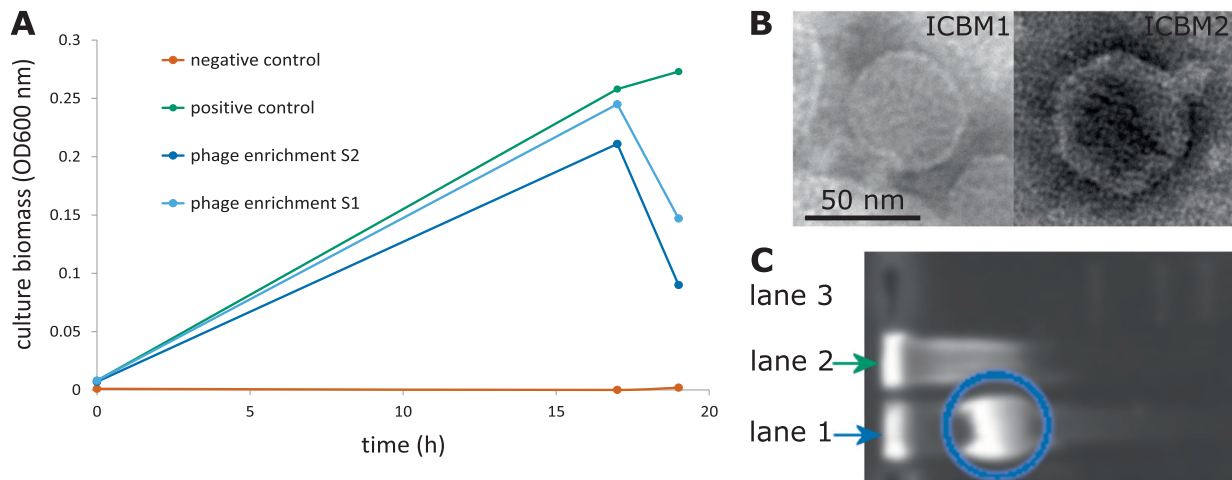 A
culture biomass (OD600 nm)
0.3
0.25
0.2
0.15
0.1
0.05
0
negative control
positive control
phage enrichment S2
phage enrichment S1
0 5 10 15 20
time (h)
B
ICBM1
ICBM2
50 nm
C
lane 3
lane 2
lane 1